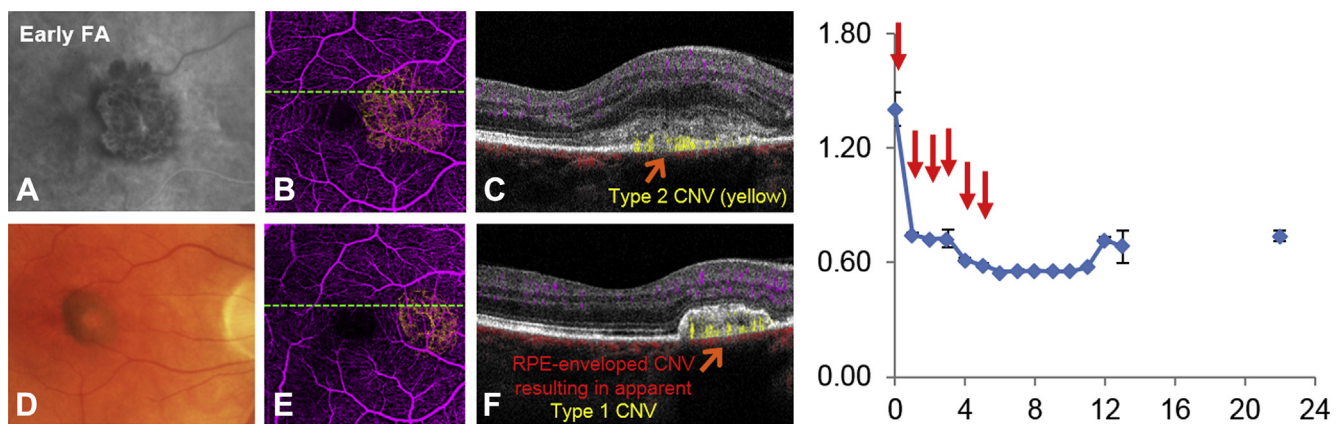 Early FA
A
B
C
Type 2 CNV (yellow)
D
E
F
RPE-enveloped CNV
resulting in apparent
Type 1 CNV
1.80
1.20
0.60
0.00
0 4 8 12 16 20 24